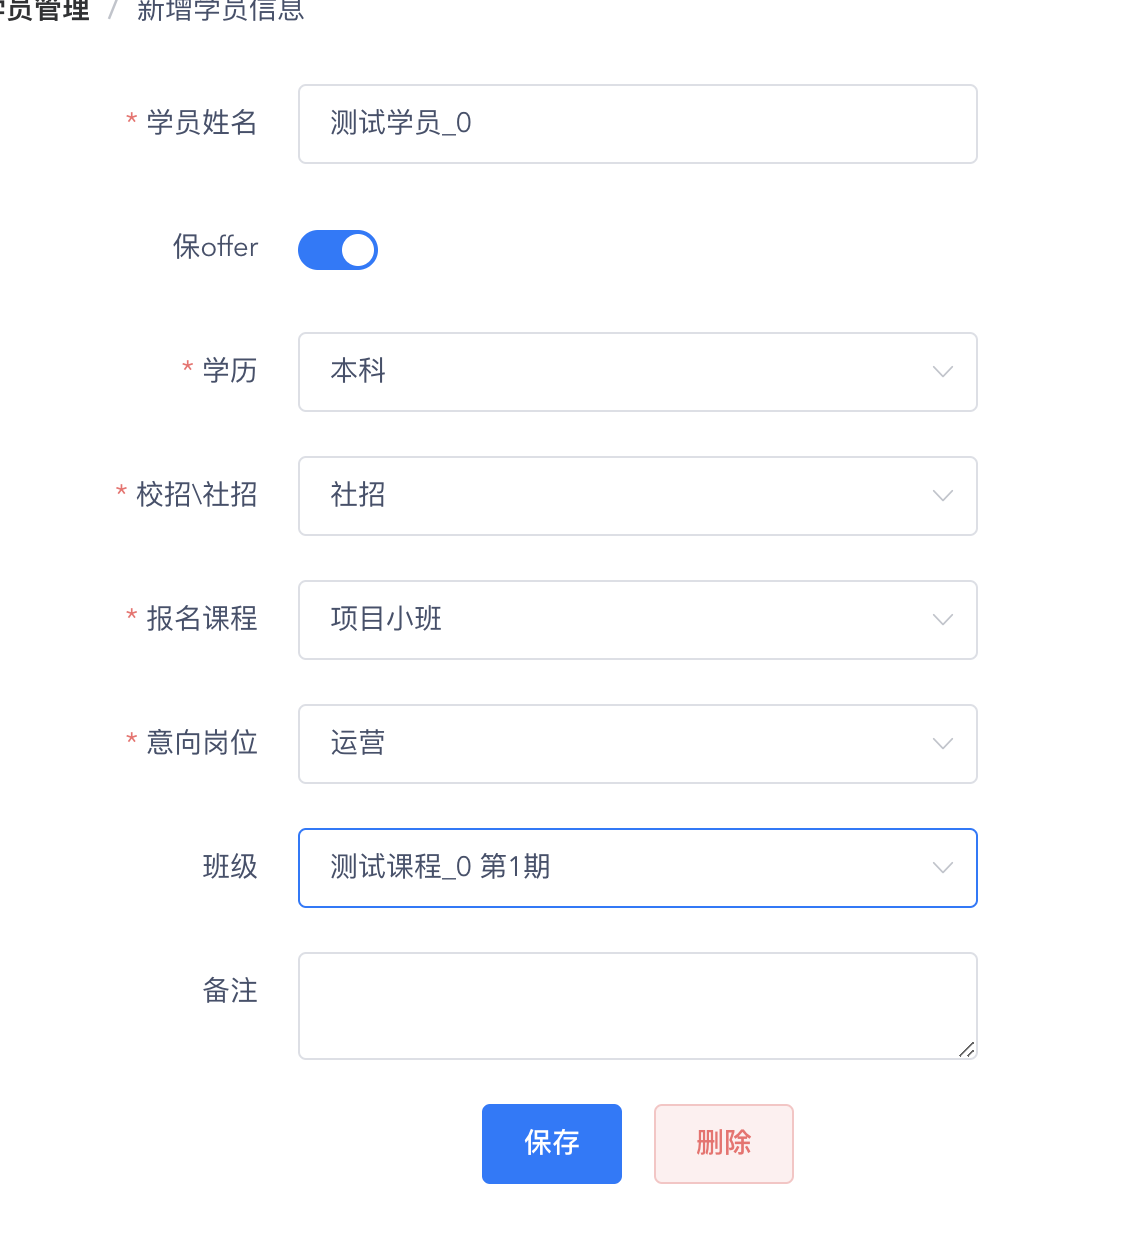 学员管理 / 新增学员信息
* 学员姓名 测试学员_0
保offer
* 学历 本科
* 校招\社招 社招
* 报名课程 项目小班
* 意向岗位 运营
班级 测试课程_0 第1期
备注
保存 删除